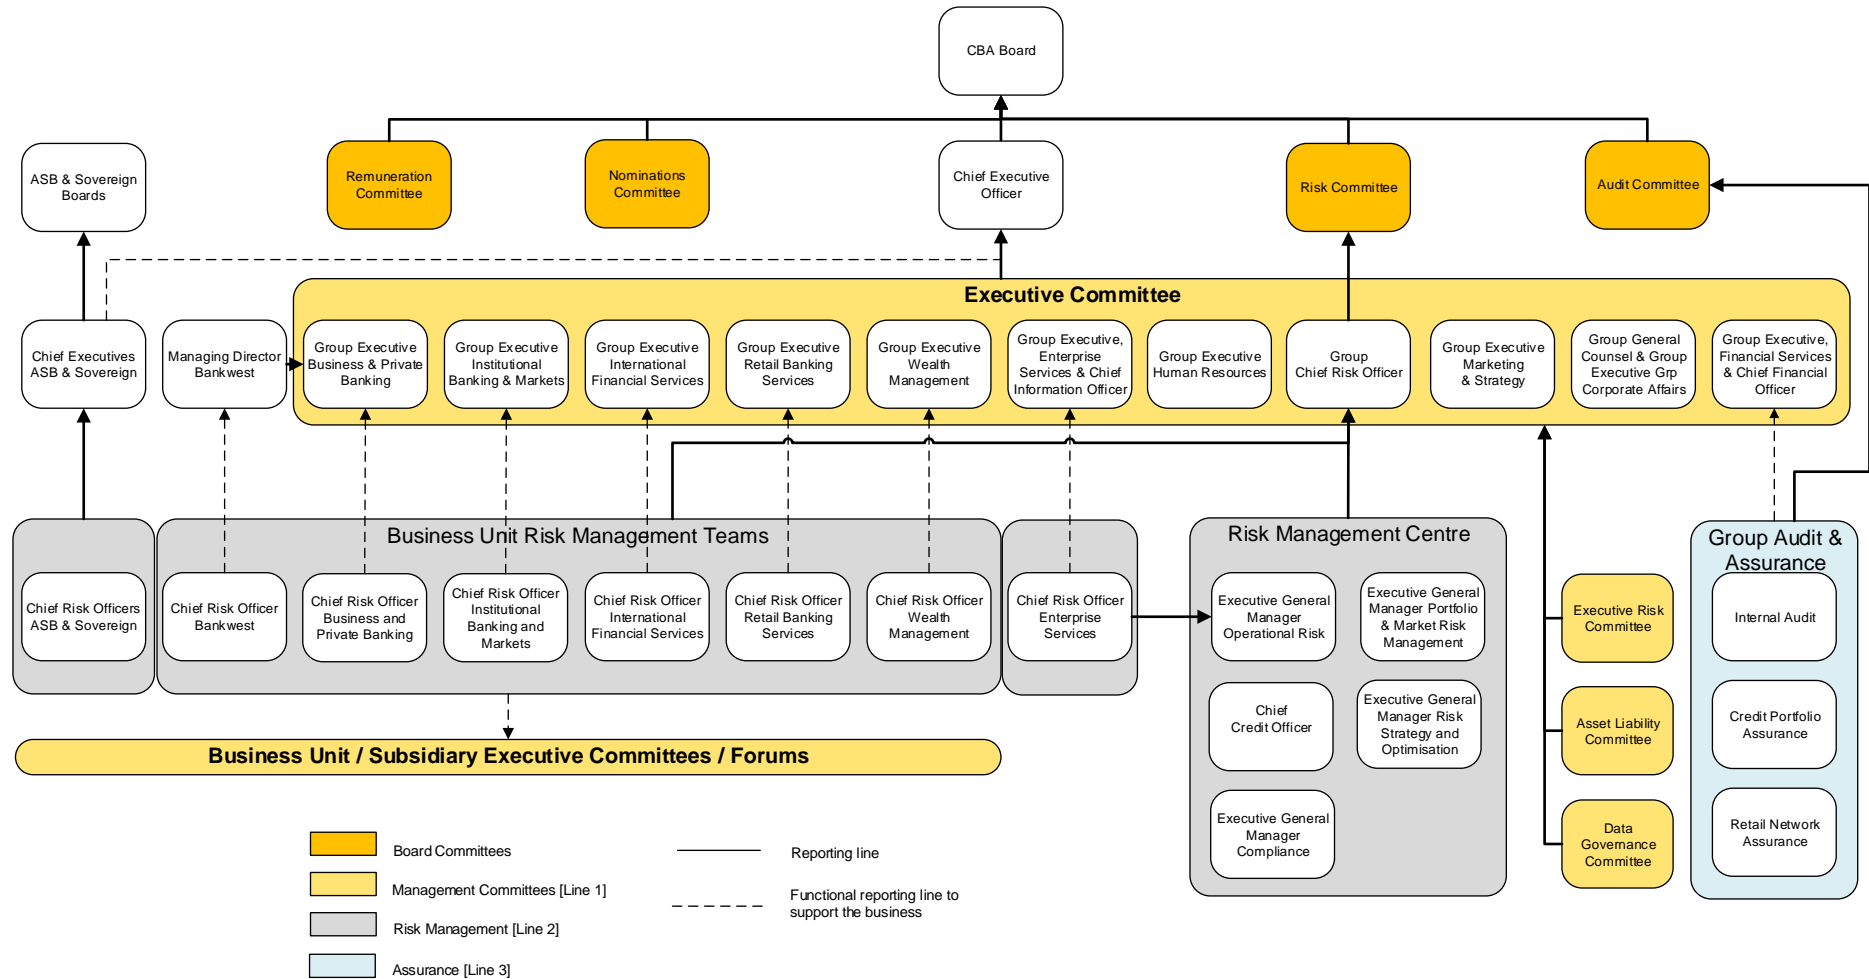 CBA Board
ASB & Sovereign
Boards
Remuneration
Committee
Nominations
Committee
Chief Executive
Officer
Risk Committee
Audit Committee
Executive Committee
Chief Executives
ASB & Sovereign
Managing Director
Bankwest
Group Executive
Business & Private
Banking
Group Executive
Institutional
Banking & Markets
Group Executive
International
Financial Services
Group Executive
Retail Banking
Services
Group Executive
Wealth
Management
Group Executive,
Enterprise
Services & Chief
Information Officer
Group Executive
Human Resources
Group
Chief Risk Officer
Group Executive
Marketing
& Strategy
Group General
Counsel & Group
Executive Grp
Corporate Affairs
Group Executive,
Financial Services
& Chief Financial
Officer
Business Unit Risk Management Teams
Chief Risk Officers
ASB & Sovereign
Chief Risk Officer
Bankwest
Chief Risk Officer
Business and
Private Banking
Chief Risk Officer
Institutional
Banking and
Markets
Chief Risk Officer
International
Financial Services
Chief Risk Officer
Retail Banking
Services
Chief Risk Officer
Wealth
Management
Chief Risk Officer
Enterprise
Services
Risk Management Centre
Executive General
Manager
Operational Risk
Executive General
Manager Portfolio
& Market Risk
Management
Chief
Credit Officer
Executive General
Manager Risk
Strategy and
Optimisation
Executive General
Manager
Compliance
Executive Risk
Committee
Asset Liability
Committee
Data
Governance
Committee
Group Audit &
Assurance
Internal Audit
Credit Portfolio
Assurance
Retail Network
Assurance
Business Unit / Subsidiary Executive Committees / Forums
Board Committees
Management Committees [Line 1]
Risk Management [Line 2]
Assurance [Line 3]
Reporting line
Functional reporting line to
support the business